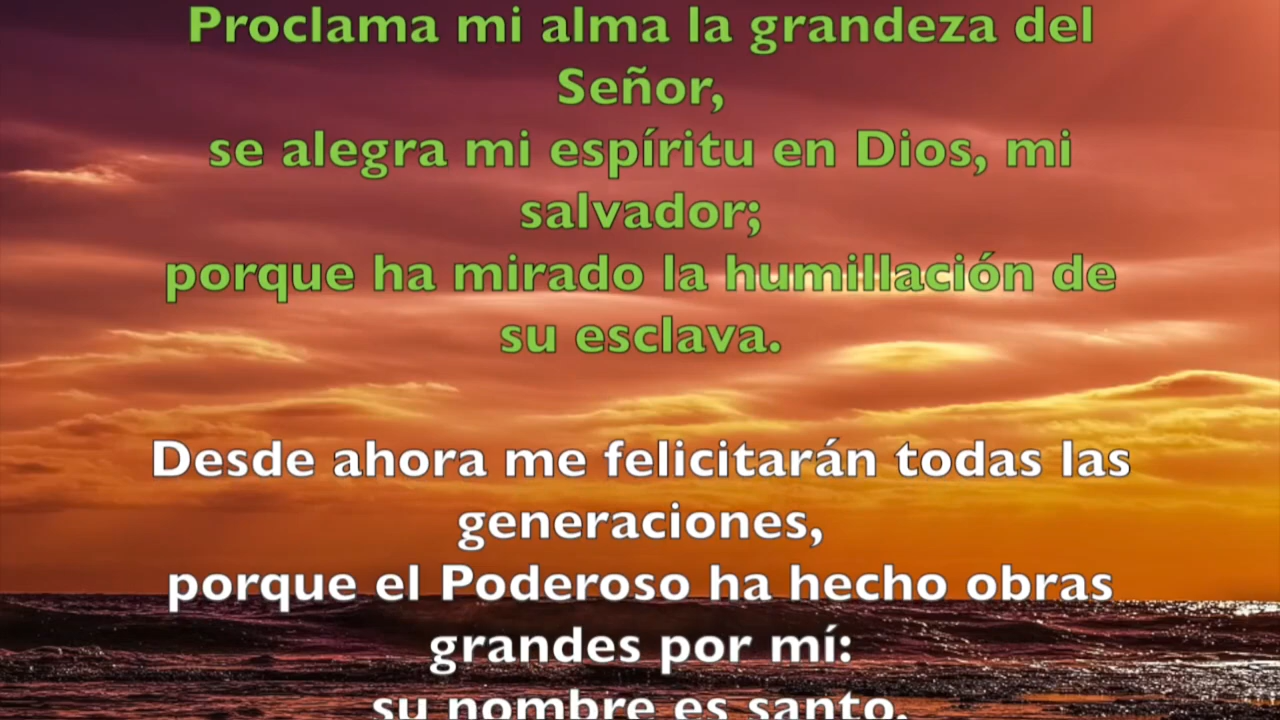 Proclama mi alma la grandeza del
Señor,
se alegra mi espíritu en Dios, mi
salvador;
porque ha mirado la humillación de
su esclava.
Desde ahora me felicitarán todas las
generaciones,
porque el Poderoso ha hecho obras
grandes por mí:
su nombre es santo,